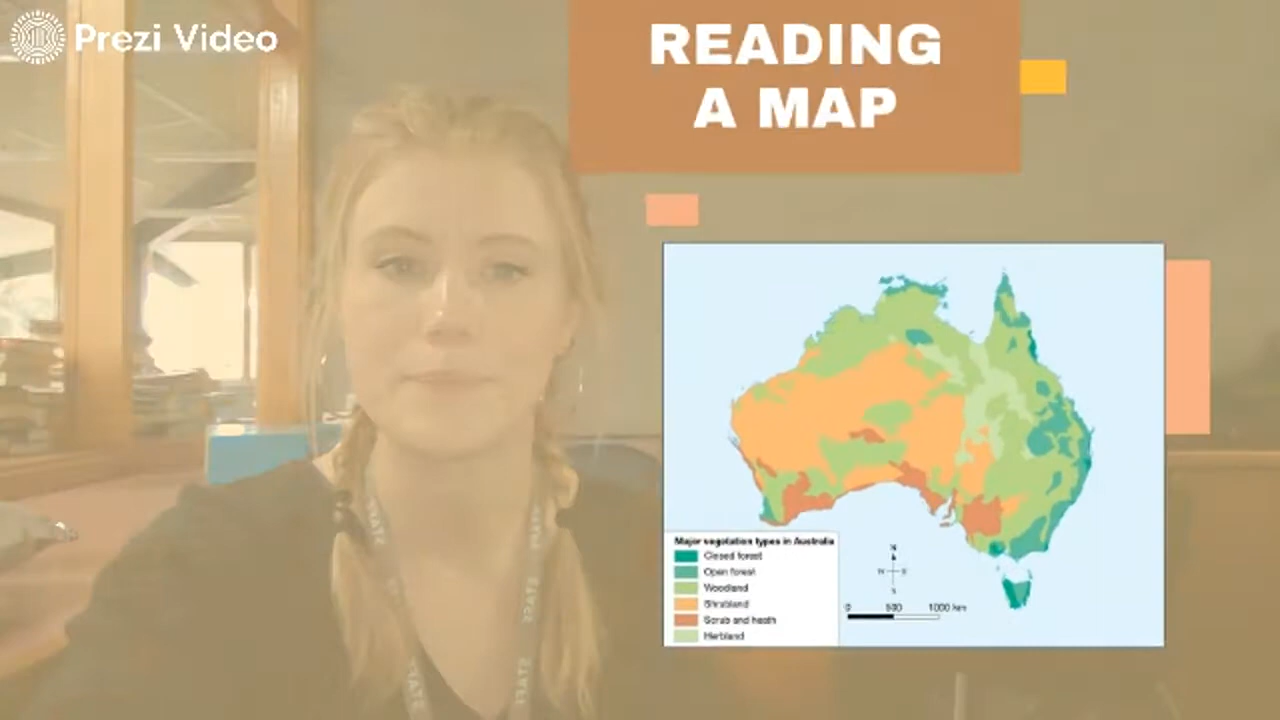 Prezi Video
READING
A MAP
Major vegetation types in Australia
Closed forest
Open forest
Woodland
Shrubland
Scrub and heath
Herbland
N
W E
S
0 500 1000 km